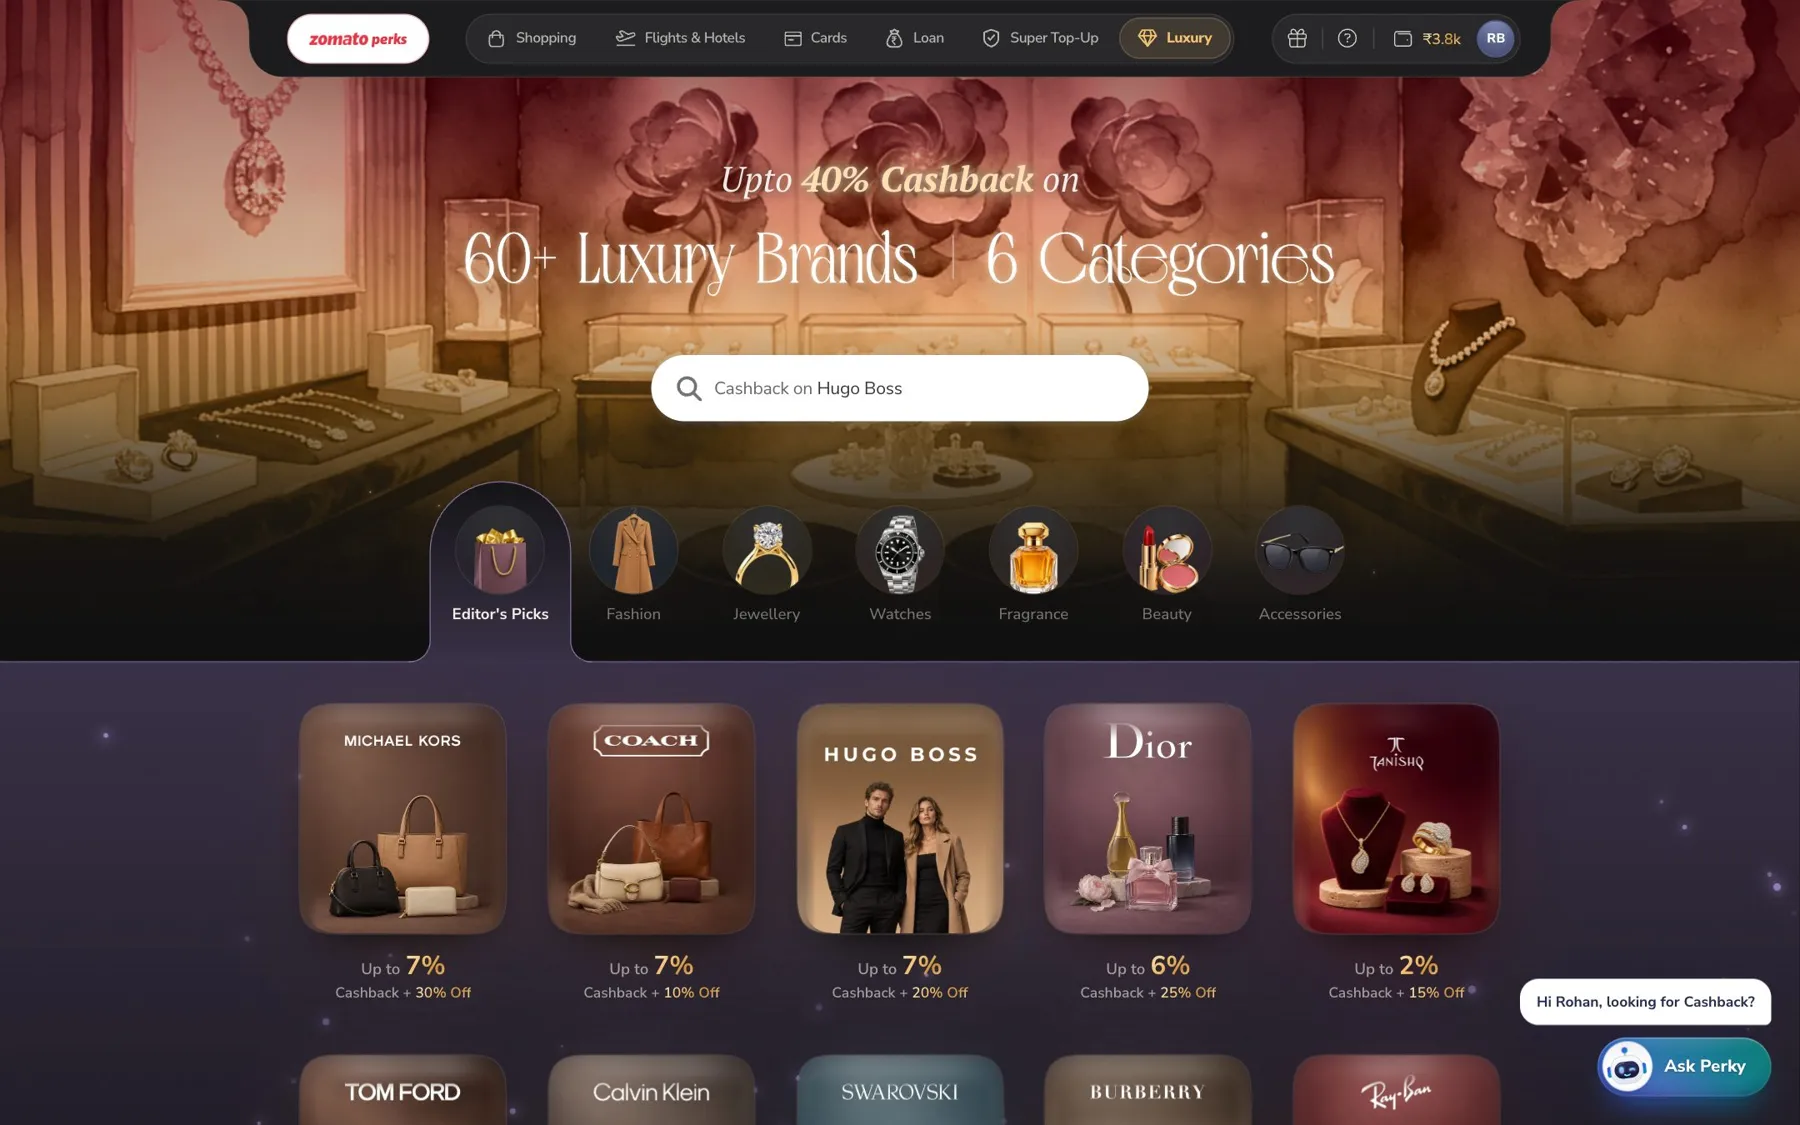 zomato perks
Shopping
Flights & Hotels
Cards
Loan
Super Top-Up
Luxury
₹3.8k
RB
Upto 40% Cashback on
60+ Luxury Brands | 6 Categories
Cashback on Hugo Boss
Editor's Picks
Fashion
Jewellery
Watches
Fragrance
Beauty
Accessories
MICHAEL KORS
Up to 7%
Cashback + 30% Off
COACH
Up to 7%
Cashback + 10% Off
HUGO BOSS
Up to 7%
Cashback + 20% Off
Dior
Up to 6%
Cashback + 25% Off
TANISHQ
Up to 2%
Cashback + 15% Off
TOM FORD
Calvin Klein
SWAROVSKI
BURBERRY
Ray-Ban
Hi Rohan, looking for Cashback?
Ask Perky